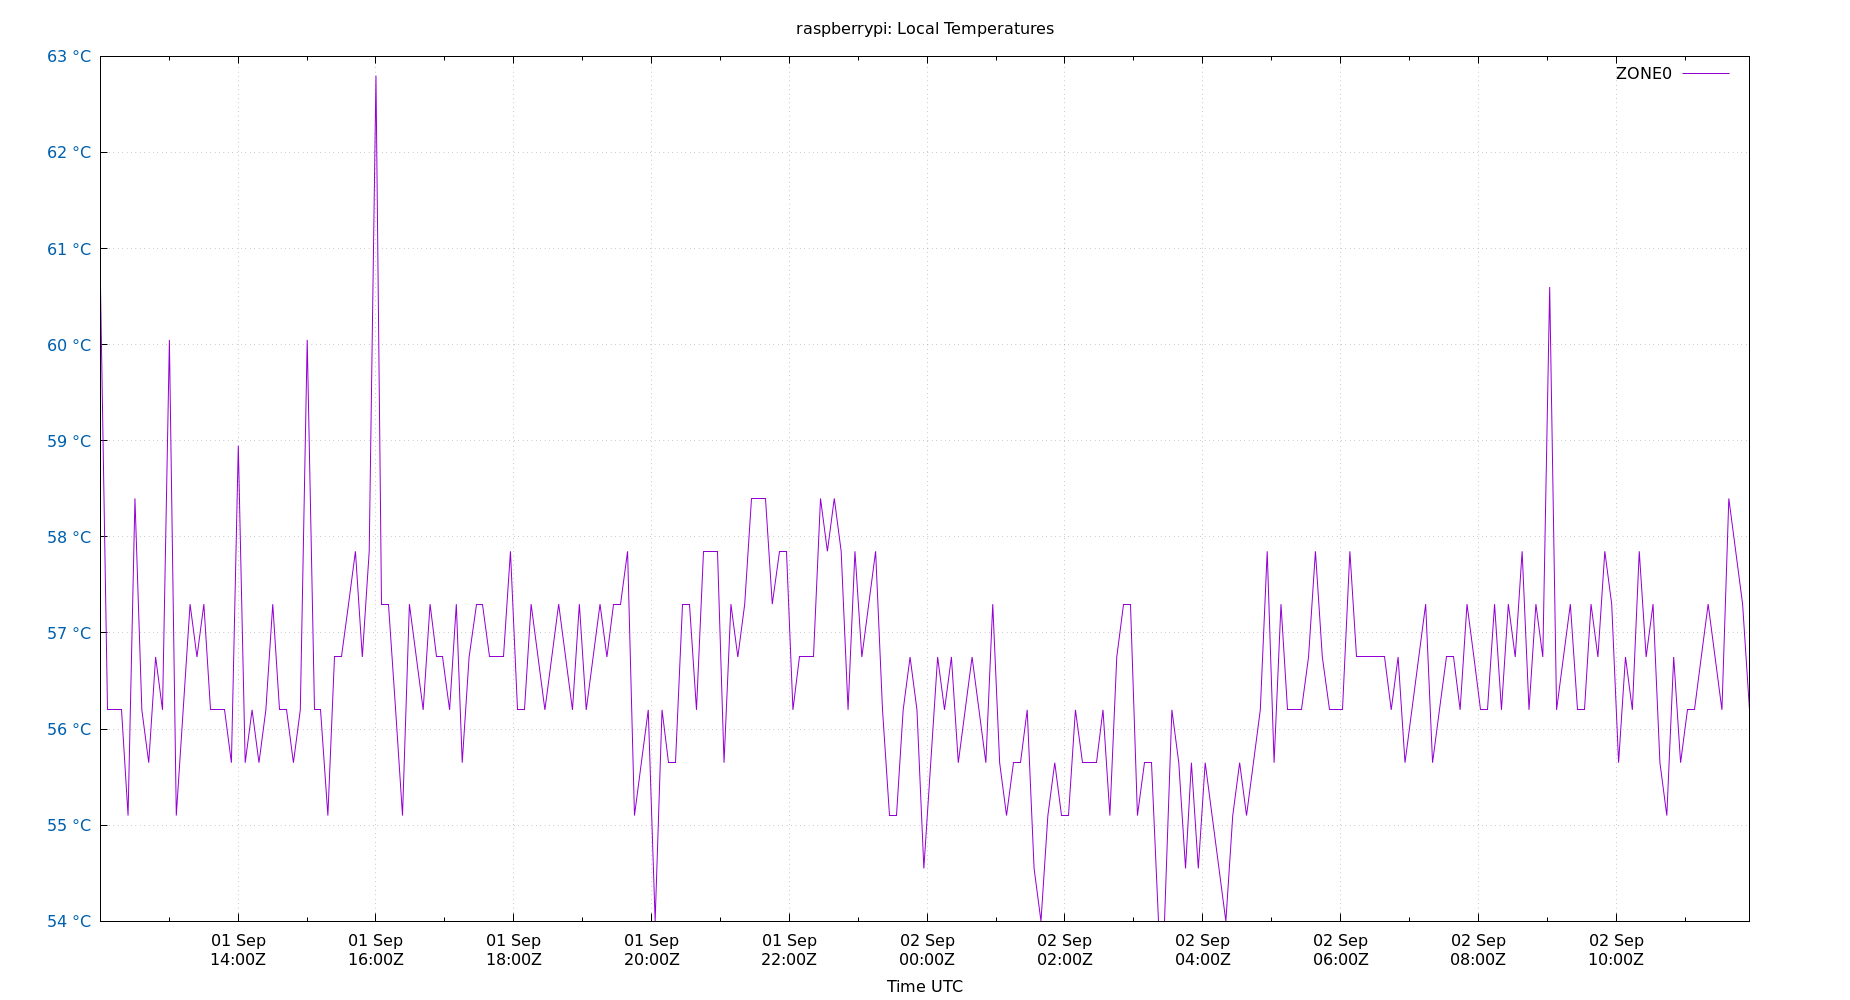 raspberrypi: Local Temperatures
63 °C
ZONE0
62 °C
61 °C
60 °C
59 °C
58 °C
57 °C
56 °C
55 °C
54 °C
01 Sep 01 Sep 01 Sep 01 Sep 01 Sep 02 Sep 02 Sep 02 Sep 02 Sep 02 Sep 02 Sep
14:00Z 16:00Z 18:00Z 20:00Z 22:00Z 00:00Z 02:00Z 04:00Z 06:00Z 08:00Z 10:00Z
Time UTC